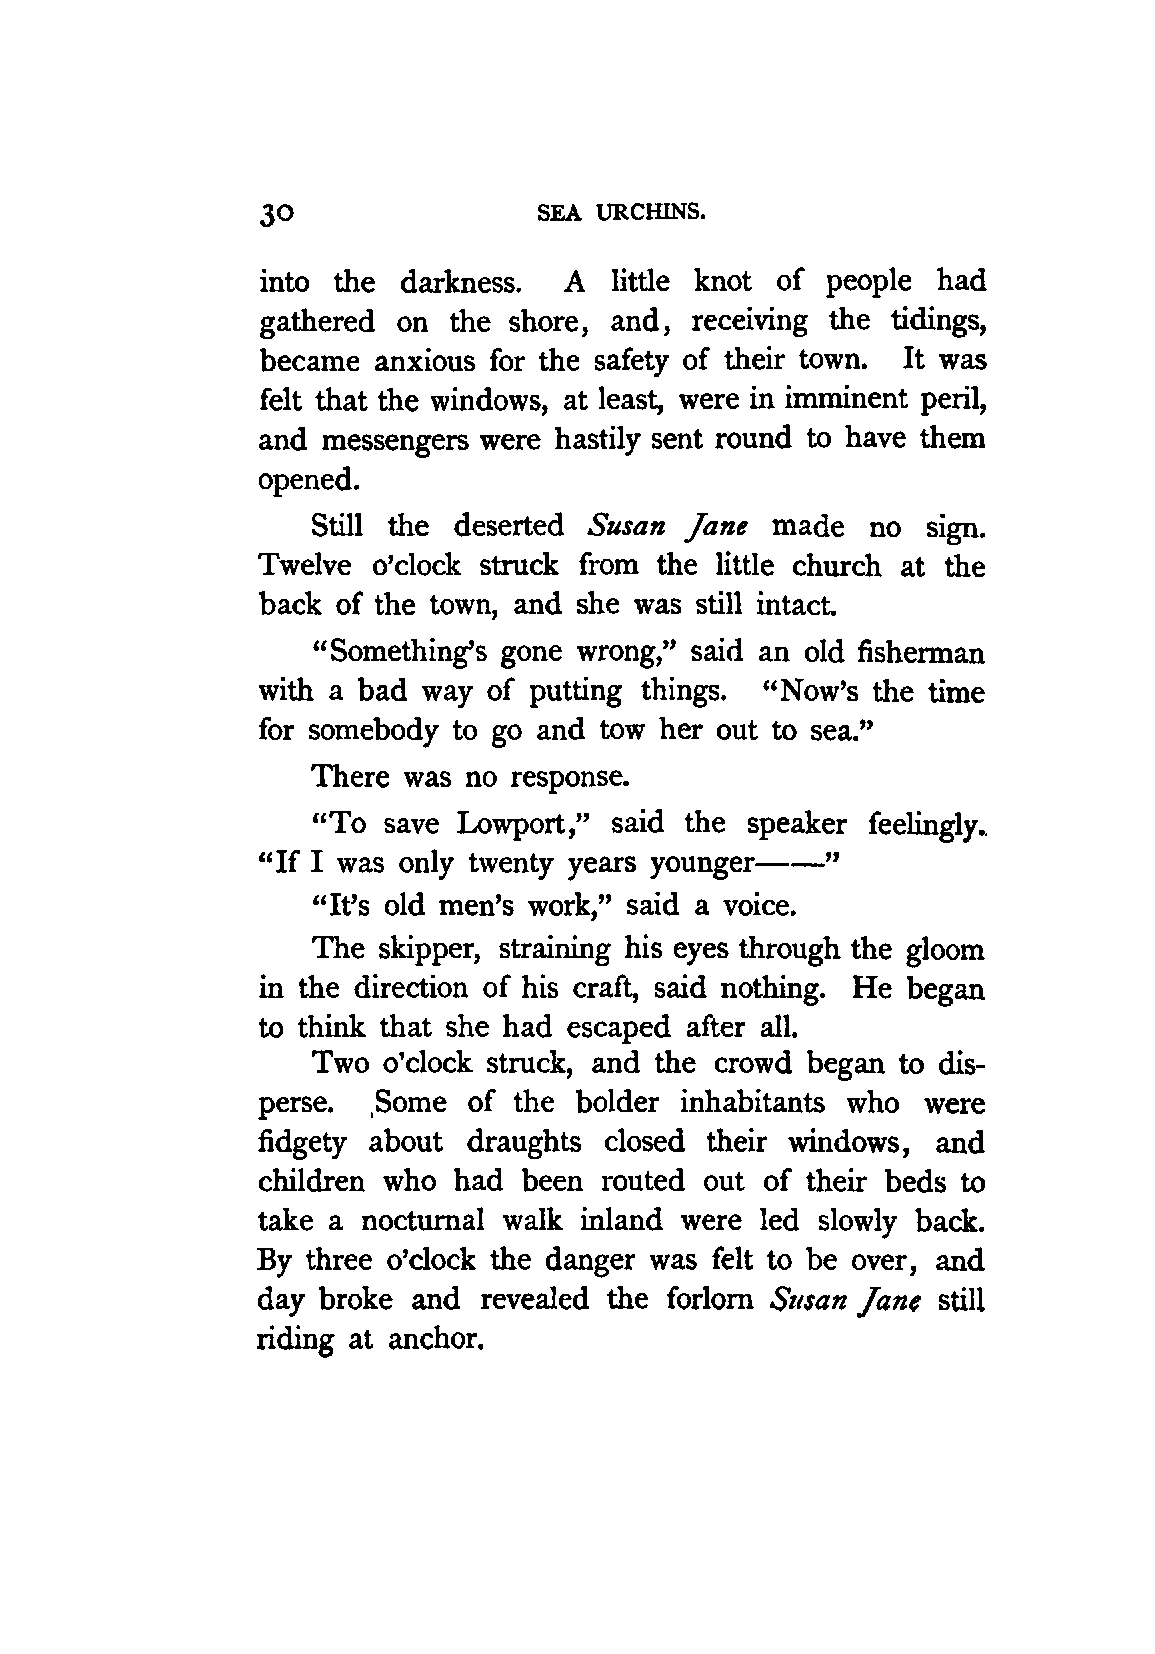 30 SEA URCHINS.
into the darkness. A little knot of people had
gathered on the shore, and, receiving the tidings,
became anxious for the safety of their town. It was
felt that the windows, at least, were in imminent peril,
and messengers were hastily sent round to have them
opened.
Still the deserted Susan Jane made no sign.
Twelve o'clock struck from the little church at the
back of the town, and she was still intact.
“Something's gone wrong,” said an old fisherman
with a bad way of putting things. “Now's the time
for somebody to go and tow her out to sea.”
There was no response.
“To save Lowport,” said the speaker feelingly.
“If I was only twenty years younger——”
“It's old men's work,” said a voice.
The skipper, straining his eyes through the gloom
in the direction of his craft, said nothing. He began
to think that she had escaped after all.
Two o'clock struck, and the crowd began to dis-
perse. Some of the bolder inhabitants who were
fidgety about draughts closed their windows, and
children who had been routed out of their beds to
take a nocturnal walk inland were led slowly back.
By three o'clock the danger was felt to be over, and
day broke and revealed the forlorn Susan Jane still
riding at anchor.